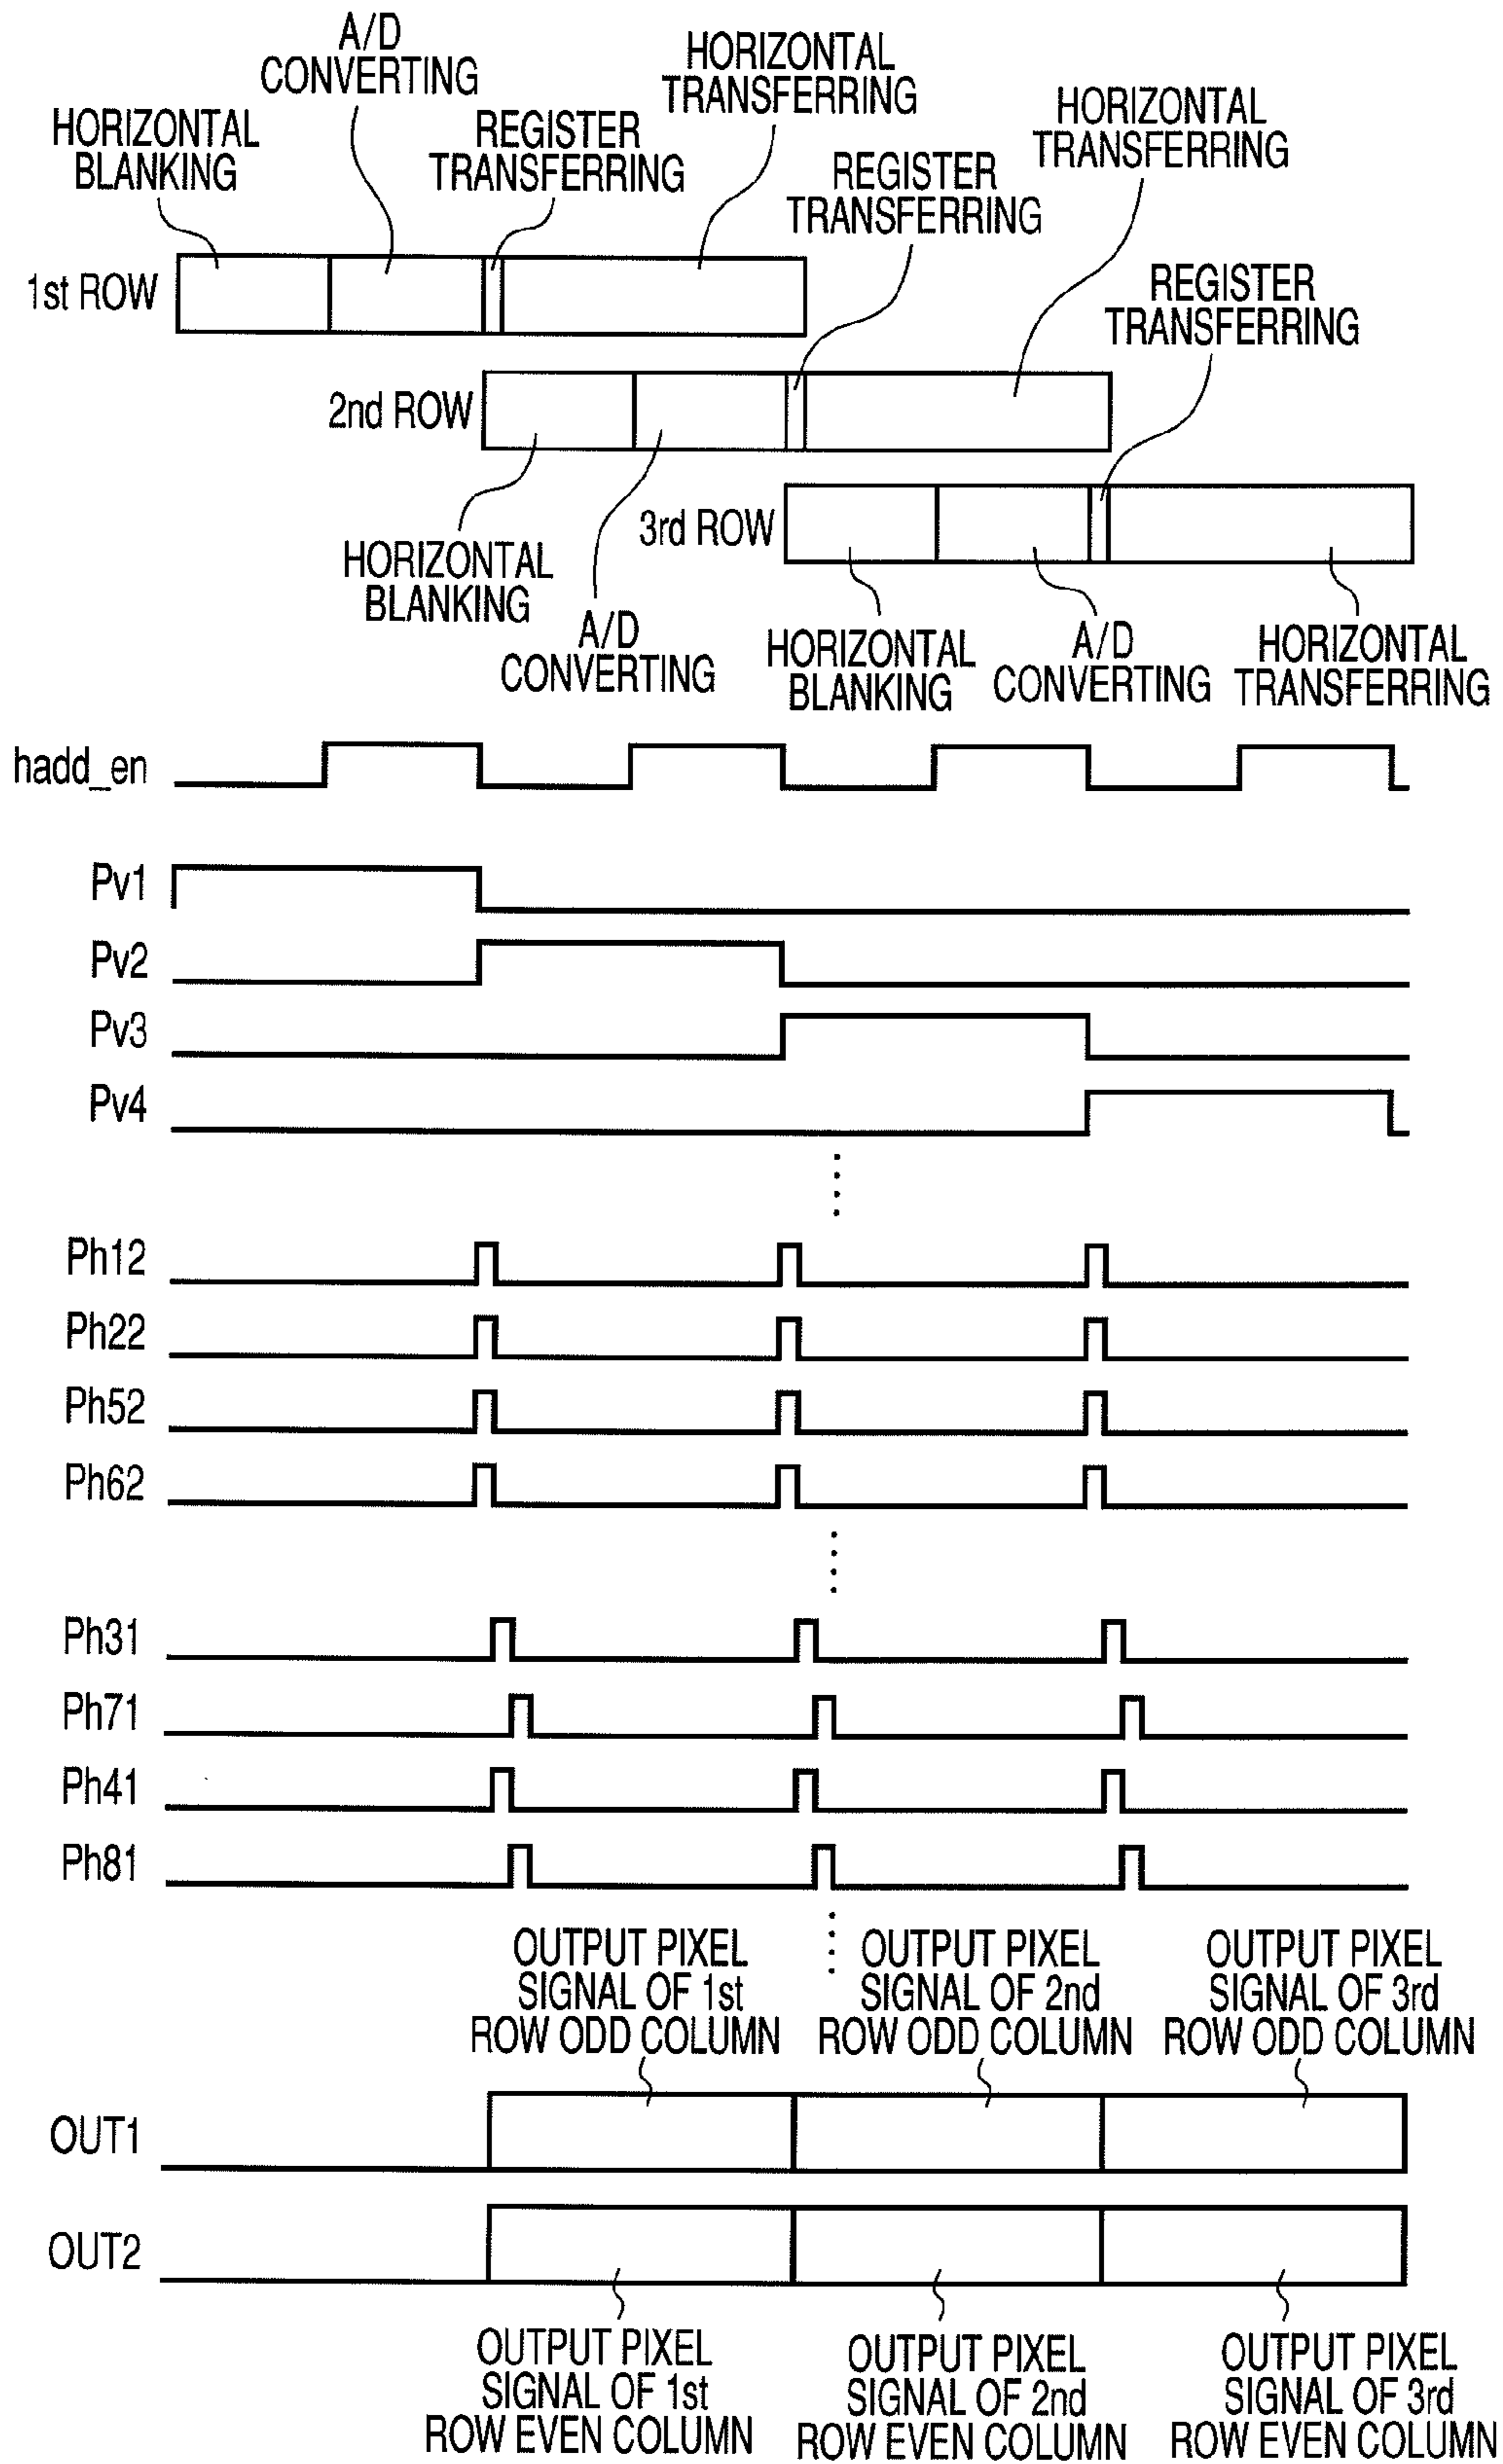 A/D
CONVERTING
HORIZONTAL
TRANSFERRING
HORIZONTAL
BLANKING
REGISTER
TRANSFERRING
HORIZONTAL
TRANSFERRING
REGISTER
TRANSFERRING
1st ROW
REGISTER
TRANSFERRING
2nd ROW
3rd ROW
HORIZONTAL
BLANKING
A/D
CONVERTING
HORIZONTAL
BLANKING
A/D
CONVERTING
HORIZONTAL
TRANSFERRING
hadd_en
Pv1
Pv2
Pv3
Pv4
Ph12
Ph22
Ph52
Ph62
Ph31
Ph71
Ph41
Ph81
OUTPUT PIXEL
SIGNAL OF 1st
ROW ODD COLUMN
OUTPUT PIXEL
SIGNAL OF 2nd
ROW ODD COLUMN
OUTPUT PIXEL
SIGNAL OF 3rd
ROW ODD COLUMN
OUT1
OUT2
OUTPUT PIXEL
SIGNAL OF 1st
ROW EVEN COLUMN
OUTPUT PIXEL
SIGNAL OF 2nd
ROW EVEN COLUMN
OUTPUT PIXEL
SIGNAL OF 3rd
ROW EVEN COLUMN